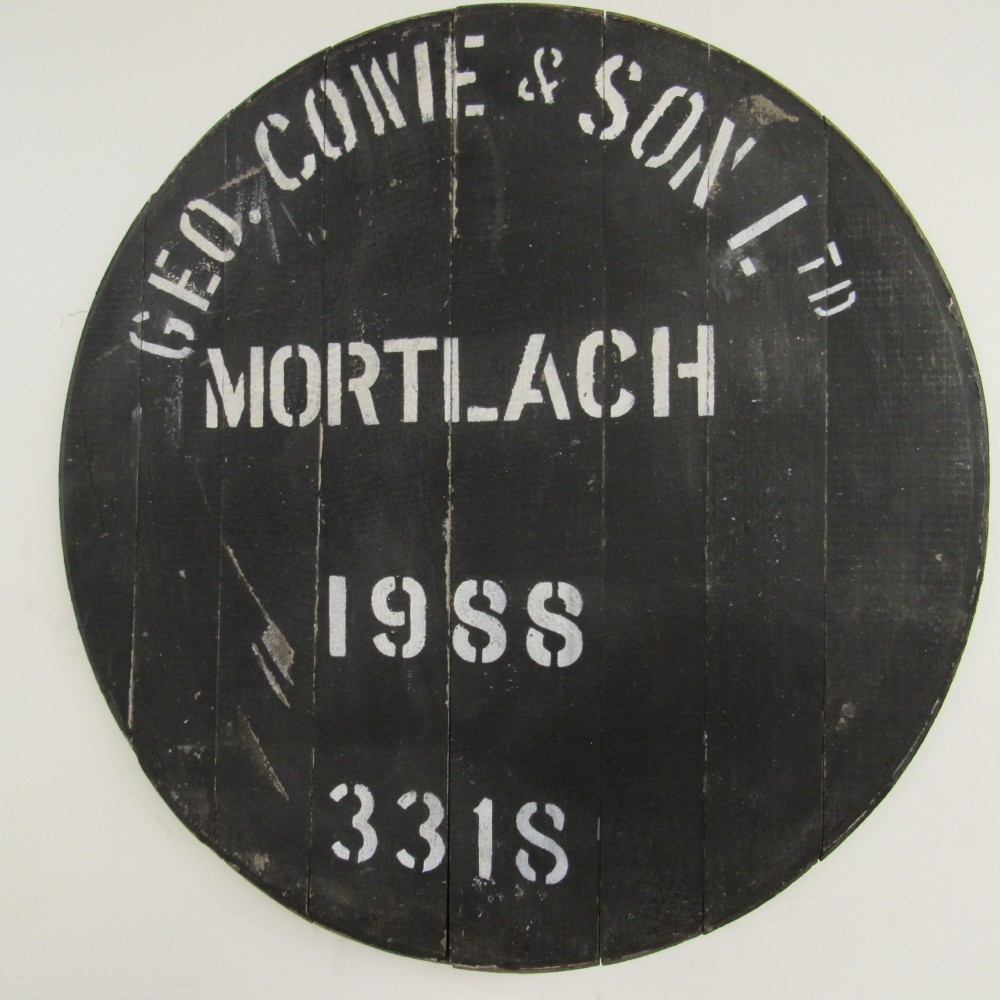 GEO. COWIE & SON LTD
MORTLACH
1988
3318